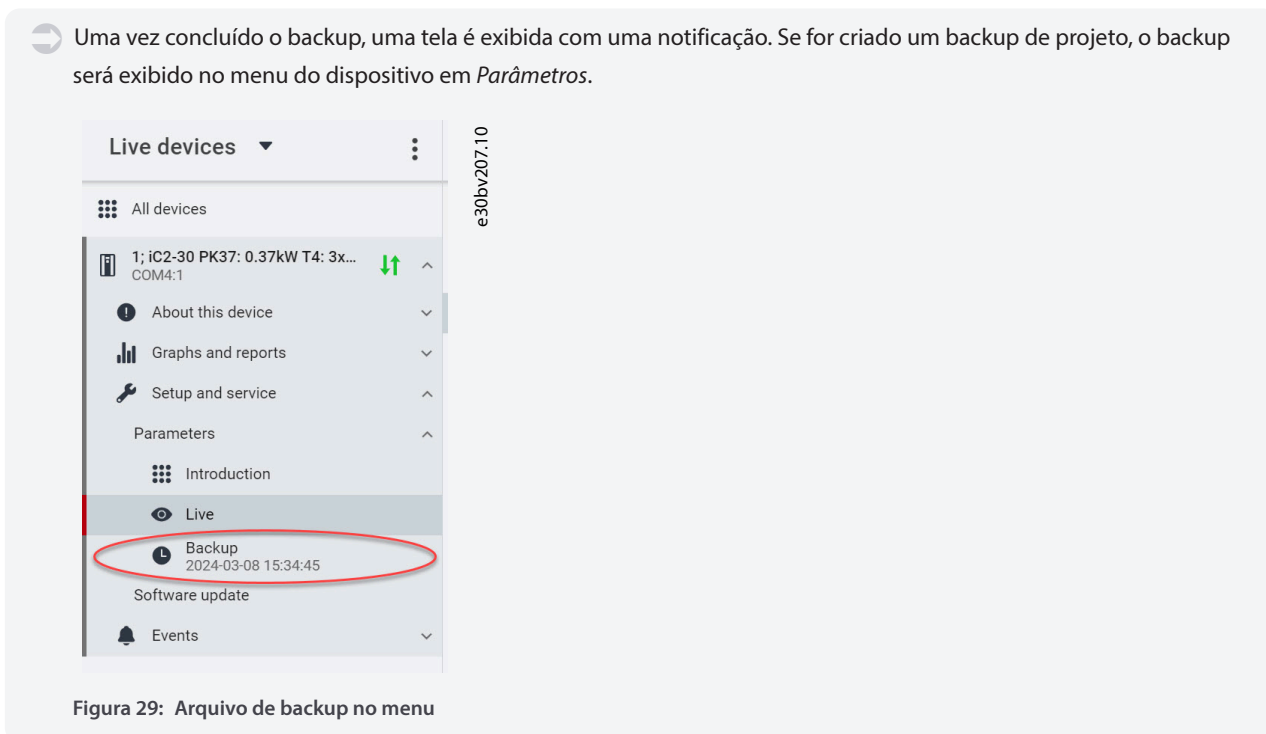 Uma vez concluído o backup, uma tela é exibida com uma notificação. Se for criado um backup de projeto, o backup
será exibido no menu do dispositivo em Parâmetros.
Live devices
e30bv207.10
All devices
1; iC2-30 PK37: 0.37kW T4: 3x...
COM4:1
About this device
Graphs and reports
Setup and service
Parameters
Introduction
Live
Backup
2024-03-08 15:34:45
Software update
Events
Figura 29: Arquivo de backup no menu